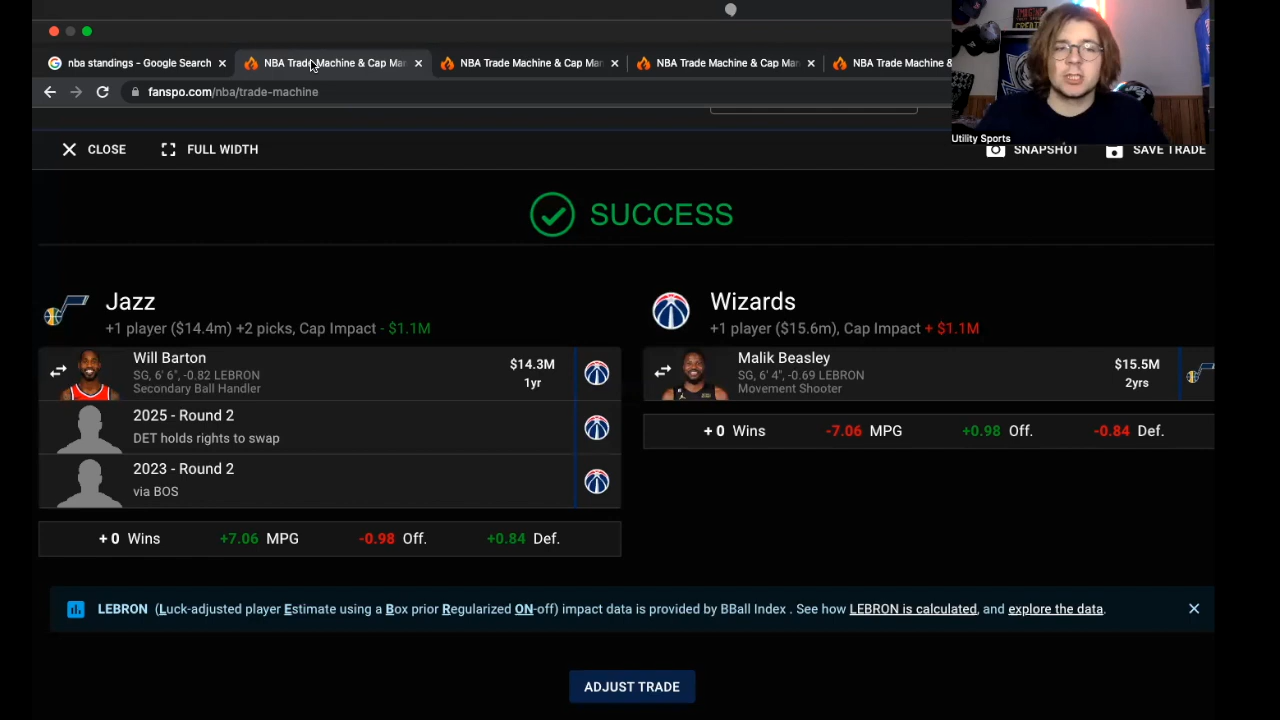 nba standings - Google Search
NBA Trade Machine & Cap Man
NBA Trade Machine & Cap Man
NBA Trade Machine & Cap Man
NBA Trade Machine &
fanspo.com/nba/trade-machine
Utility Sports
CLOSE
FULL WIDTH
SNAPSHOT
SAVE TRADE
SUCCESS
Jazz
+1 player ($14.4m) +2 picks, Cap Impact - $1.1M
Will Barton
SG, 6' 6", -0.82 LEBRON
Secondary Ball Handler
$14.3M
1yr
2025 - Round 2
DET holds rights to swap
2023 - Round 2
via BOS
+ 0 Wins +7.06 MPG -0.98 Off. +0.84 Def.
Wizards
+1 player ($15.6m), Cap Impact + $1.1M
Malik Beasley
SG, 6' 4", -0.69 LEBRON
Movement Shooter
$15.5M
2yrs
+ 0 Wins -7.06 MPG +0.98 Off. -0.84 Def.
LEBRON (Luck-adjusted player Estimate using a Box prior Regularized ON-off) impact data is provided by BBall Index . See how LEBRON is calculated, and explore the data.
ADJUST TRADE